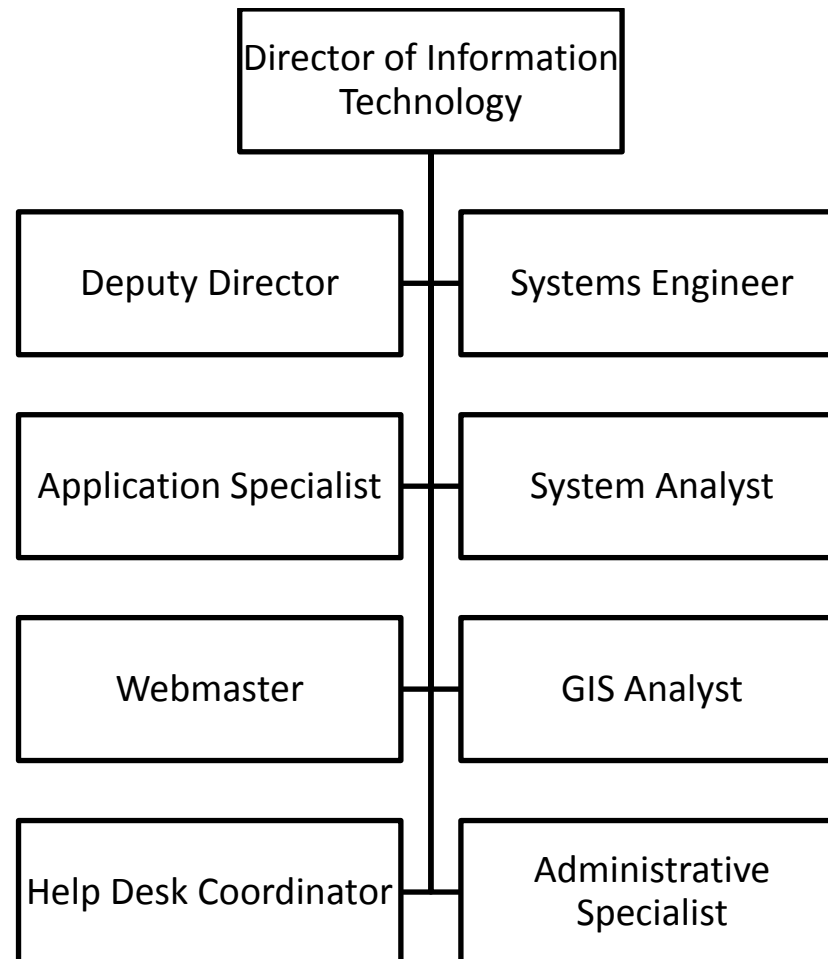 Director of Information
Technology
Deputy Director
Systems Engineer
Application Specialist
System Analyst
Webmaster
GIS Analyst
Help Desk Coordinator
Administrative
Specialist